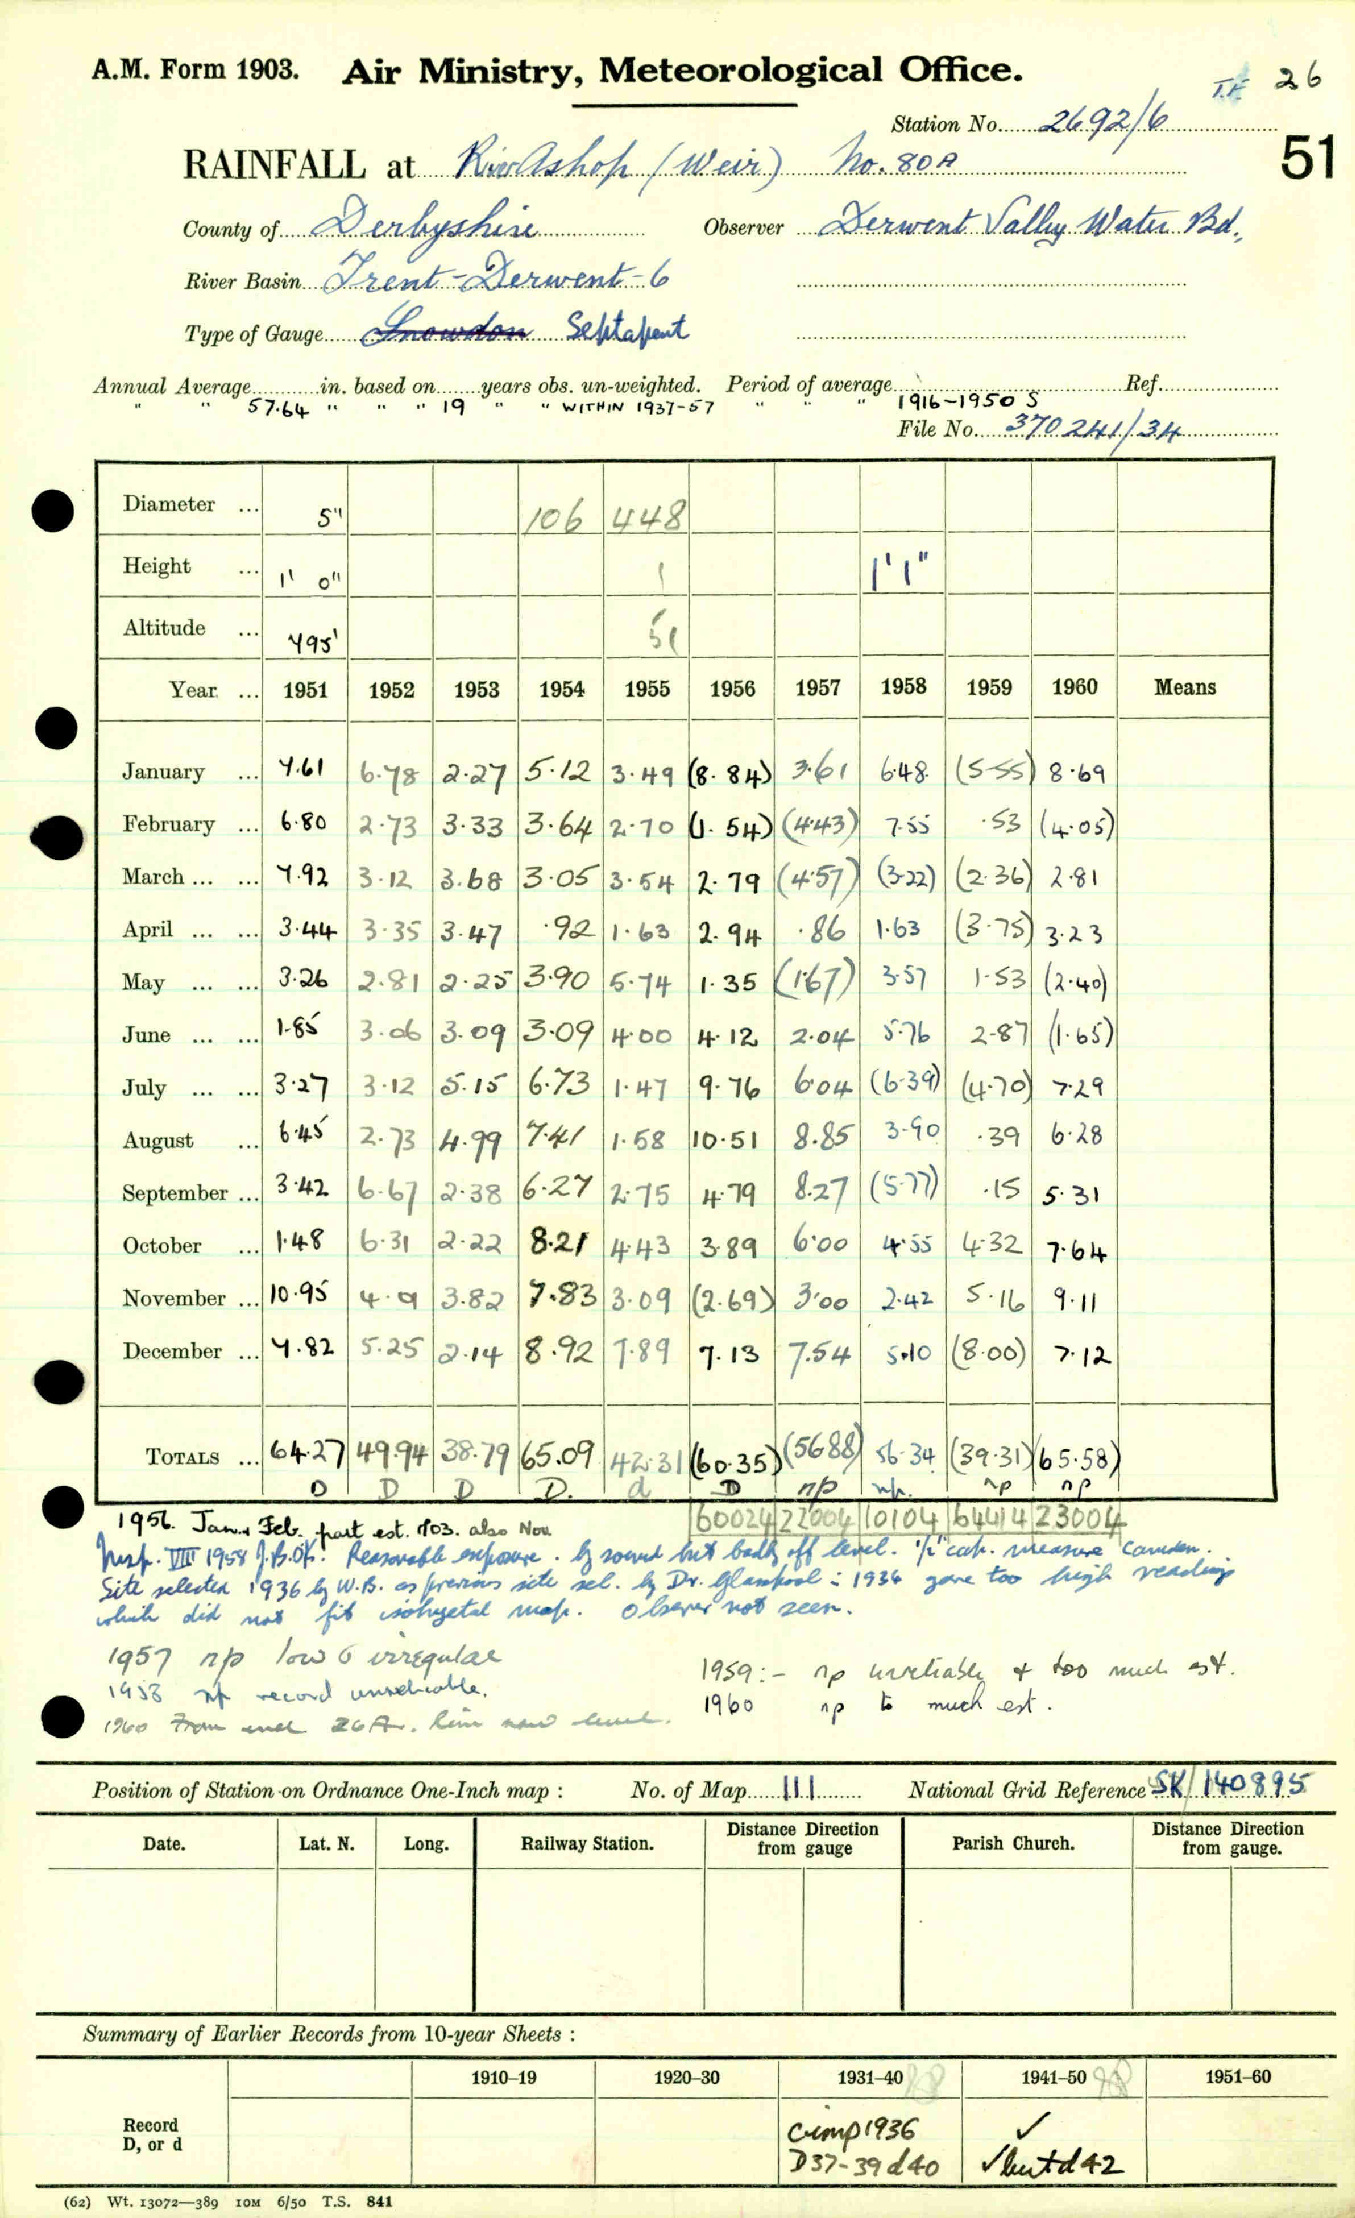 A.M. Form 1903. Air Ministry, Meteorological Office.
26
Station No. 2692/6
51
RAINFALL at River Ashop (Weir) No. 80A
County of Derbyshire Observer Derwent Valley Water Bd.
River Basin Trent-Derwent-6
Type of Gauge Snowdon Septapent
Annual Average in. based on years obs. un-weighted. Period of average Ref.
" " 57.64 " " " 19 " " WITHIN 1937-57 " " " 1916-1950 S
File No. 370241/34
Diameter ... 5" 106 448
Height ... 1' 0" 1 1'1"
Altitude ... 795' 51
Year ... 1951 1952 1953 1954 1955 1956 1957 1958 1959 1960 Means
January ... 7.61 6.78 2.27 5.12 3.49 (8.84) 3.61 6.48 (5.55) 8.69
February ... 6.80 2.73 3.33 3.64 2.70 (1.54) (4.43) 7.55 .53 (4.05)
March ... ... 7.92 3.12 3.68 3.05 3.54 2.79 (4.57) (3.22) (2.36) 2.81
April ... ... 3.44 3.35 3.47 .92 1.63 2.94 .86 1.63 (3.75) 3.23
May ... ... 3.26 2.81 2.25 3.90 5.74 1.35 (1.67) 3.57 1.53 (2.40)
June ... ... 1.85 3.06 3.09 3.09 4.00 4.12 2.04 5.76 2.87 (1.65)
July ... ... 3.27 3.12 5.15 6.73 1.47 9.76 6.04 (6.39) (4.70) 7.29
August ... 6.45 2.73 4.99 7.41 1.58 10.51 8.85 3.90 .39 6.28
September ... 3.42 6.67 2.38 6.27 2.75 4.79 8.27 (5.77) .15 5.31
October ... 1.48 6.31 2.22 8.21 4.43 3.89 6.00 4.55 4.32 7.64
November ... 10.95 4.01 3.82 7.83 3.09 (2.69) 3.00 2.42 5.16 9.11
December ... 7.82 5.25 2.14 8.92 7.89 7.13 7.54 5.10 (8.00) 7.12
TOTALS ... 64.27 49.94 38.79 65.09 42.31 (60.35) (56.88) 56.34 (39.31) (65.58)
D D D D. d D np np. np np
60024 22004 10104 64414 23004
1956. Jan. Feb. part est. 1703. also Nov
Insp. VIII 1958 Reasonable exposure. sound but badly off level. 1/2" cap. measure Camden.
Site selected 1936 by W.B. as previous site sel. by Dr. Glasspool : 1936 gave too high readings
which did not fit isohyetal map. Observer not seen.
1957 np low & irregular
1958 np record unreliable.
1960 From 26 Ap. Rim now level.
1959:- np unreliable & too much est.
1960 np to much est.
Position of Station on Ordnance One-Inch map : No. of Map 111 National Grid Reference SK/140895
Date. Lat. N. Long. Railway Station. Distance from Direction gauge Parish Church. Distance from Direction gauge.
Summary of Earlier Records from 10-year Sheets :
1910–19 1920–30 1931–40 1941–50 1951–60
Record D, or d
comp 1936 ✓
D37-39 d40 ✓ but d42
(62) Wt. 13072—389 10M 6/50 T.S. 841